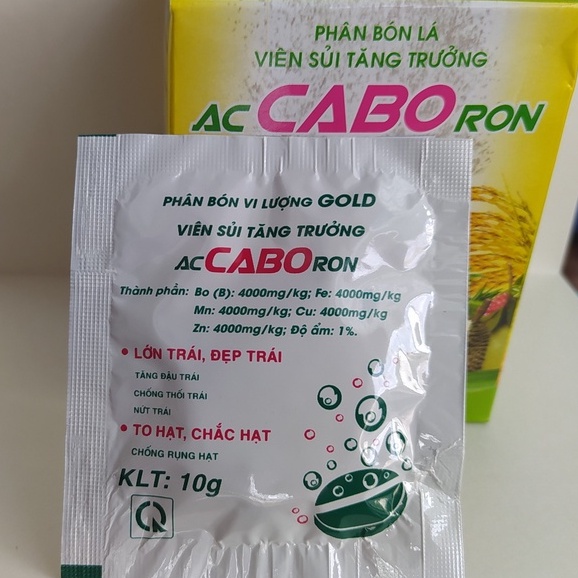 PHÂN BÓN LÁ
VIÊN SỦI TĂNG TRƯỞNG
AC CABO RON
PHÂN BÓN VI LƯỢNG GOLD
VIÊN SỦI TĂNG TRƯỞNG
AC CABO RON
Thành phần: Bo (B): 4000mg/kg; Fe: 4000mg/kg
Mn: 4000mg/kg; Cu: 4000mg/kg
Zn: 4000mg/kg; Độ ẩm: 1%.
• LỚN TRÁI, ĐẸP TRÁI
TĂNG ĐẬU TRÁI
CHỐNG THỐI TRÁI
NỨT TRÁI
• TO HẠT, CHẮC HẠT
CHỐNG RỤNG HẠT
KLT: 10g